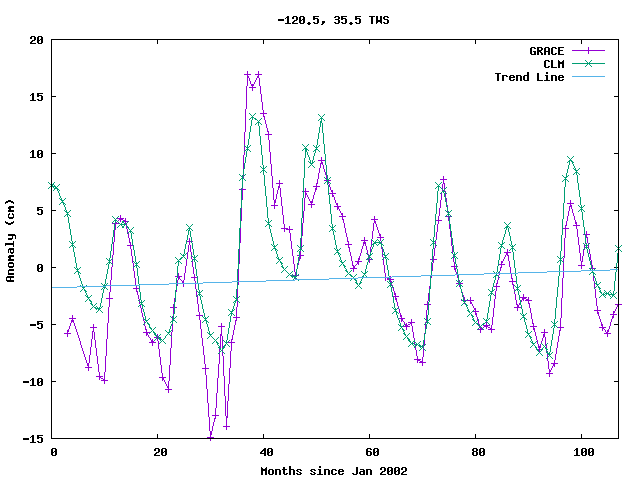 -120.5, 35.5 TWS
GRACE
CLM
Trend Line
20
15
10
5
0
-5
-10
-15
Anomaly (cm)
0 20 40 60 80 100
Months since Jan 2002